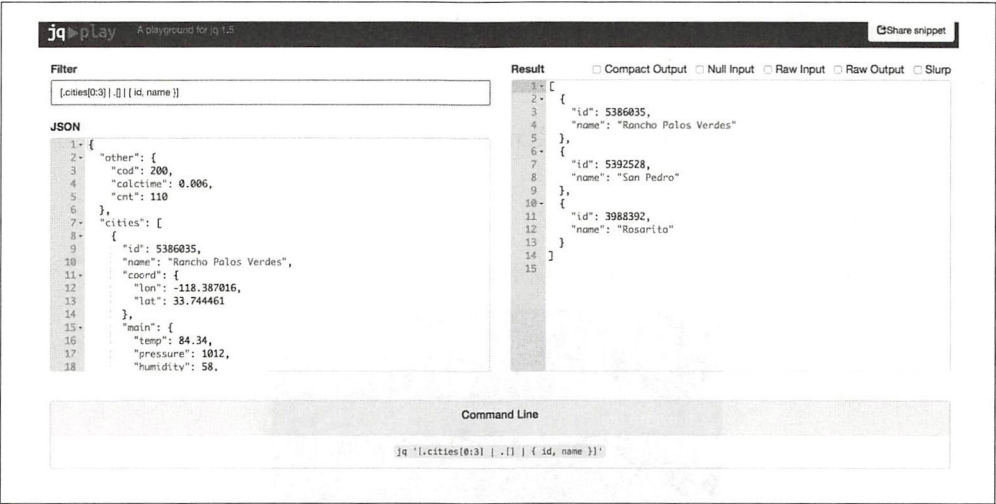 jq▶play A playground for jq 1.5 Share snippet
Filter
[.cities[0:3] | .[] | { id, name }]
JSON
1 {
2 "other": {
3 "cod": 200,
4 "calctime": 0.006,
5 "cnt": 110
6 },
7 "cities": [
8 {
9 "id": 5386035,
10 "name": "Rancho Palos Verdes",
11 "coord": {
12 "lon": -118.387016,
13 "lat": 33.744461
14 },
15 "main": {
16 "temp": 84.34,
17 "pressure": 1012,
18 "humidity": 58,
Result Compact Output Null Input Raw Input Raw Output Slurp
1 [
2 {
3 "id": 5386035,
4 "name": "Rancho Palos Verdes"
5 },
6 {
7 "id": 5392528,
8 "name": "San Pedro"
9 },
10 {
11 "id": 3988392,
12 "name": "Rosarito"
13 }
14 ]
15
Command Line
jq '[.cities[0:3] | .[] | { id, name }]'